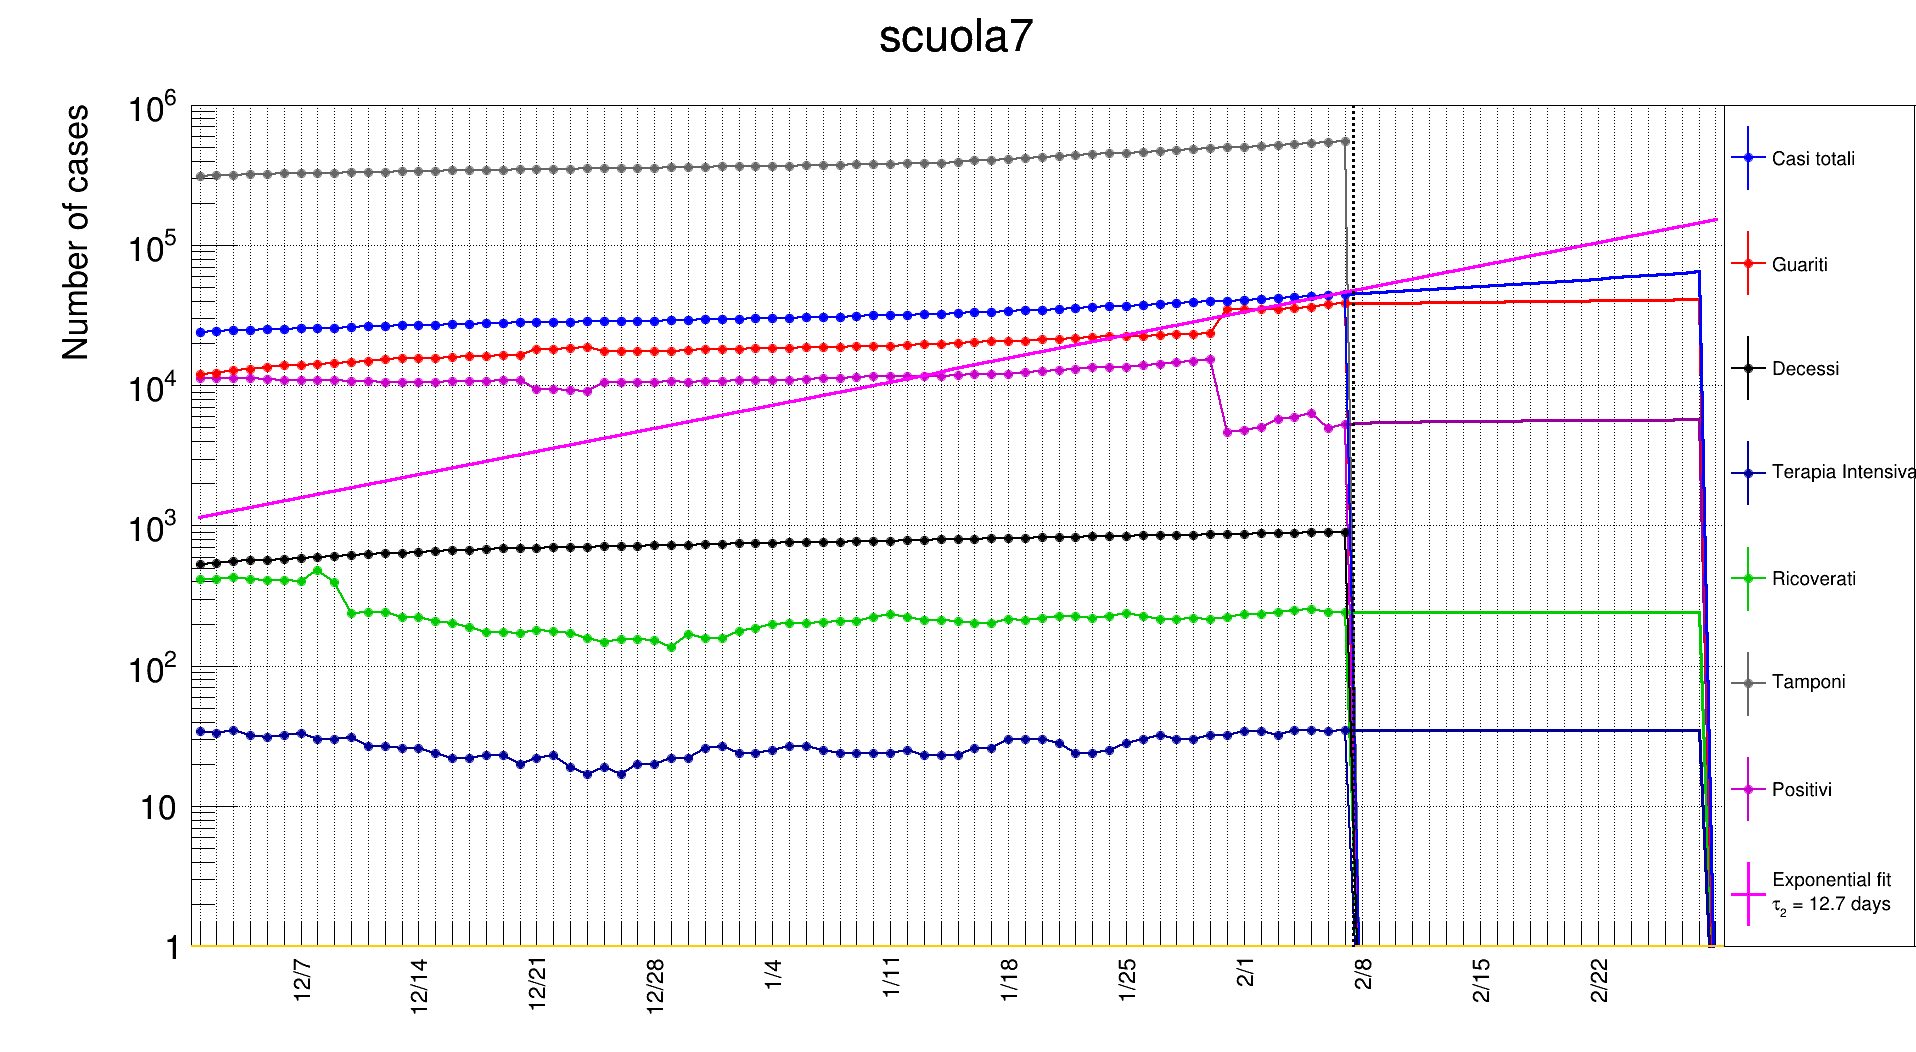 scuola7
Number of cases
10^6
10^5
10^4
10^3
10^2
10
1
12/7
12/14
12/21
12/28
1/4
1/11
1/18
1/25
2/1
2/8
2/15
2/22
Casi totali
Guariti
Decessi
Terapia Intensiva
Ricoverati
Tamponi
Positivi
Exponential fit
τ_2 = 12.7 days